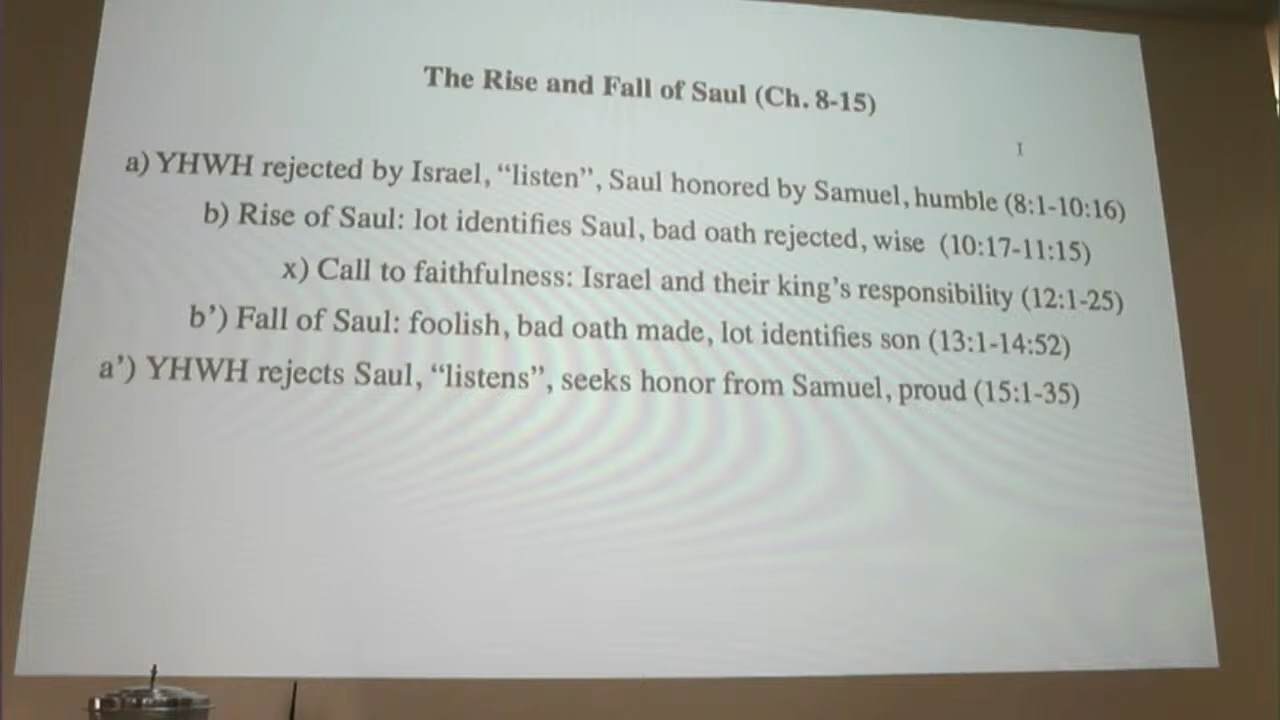 The Rise and Fall of Saul (Ch. 8-15)
a) YHWH rejected by Israel, “listen”, Saul honored by Samuel, humble (8:1-10:16)
b) Rise of Saul: lot identifies Saul, bad oath rejected, wise (10:17-11:15)
x) Call to faithfulness: Israel and their king’s responsibility (12:1-25)
b’) Fall of Saul: foolish, bad oath made, lot identifies son (13:1-14:52)
a’) YHWH rejects Saul, “listens”, seeks honor from Samuel, proud (15:1-35)